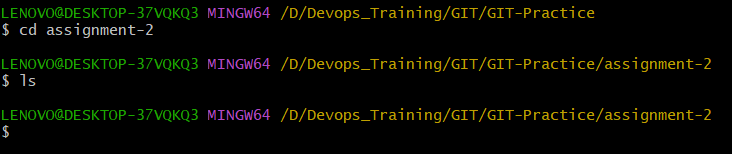 LENOVO@DESKTOP-37VQKQ3 MINGW64 /D/Devops_Training/GIT/GIT-Practice
$ cd assignment-2
LENOVO@DESKTOP-37VQKQ3 MINGW64 /D/Devops_Training/GIT/GIT-Practice/assignment-2
$ ls
LENOVO@DESKTOP-37VQKQ3 MINGW64 /D/Devops_Training/GIT/GIT-Practice/assignment-2
$